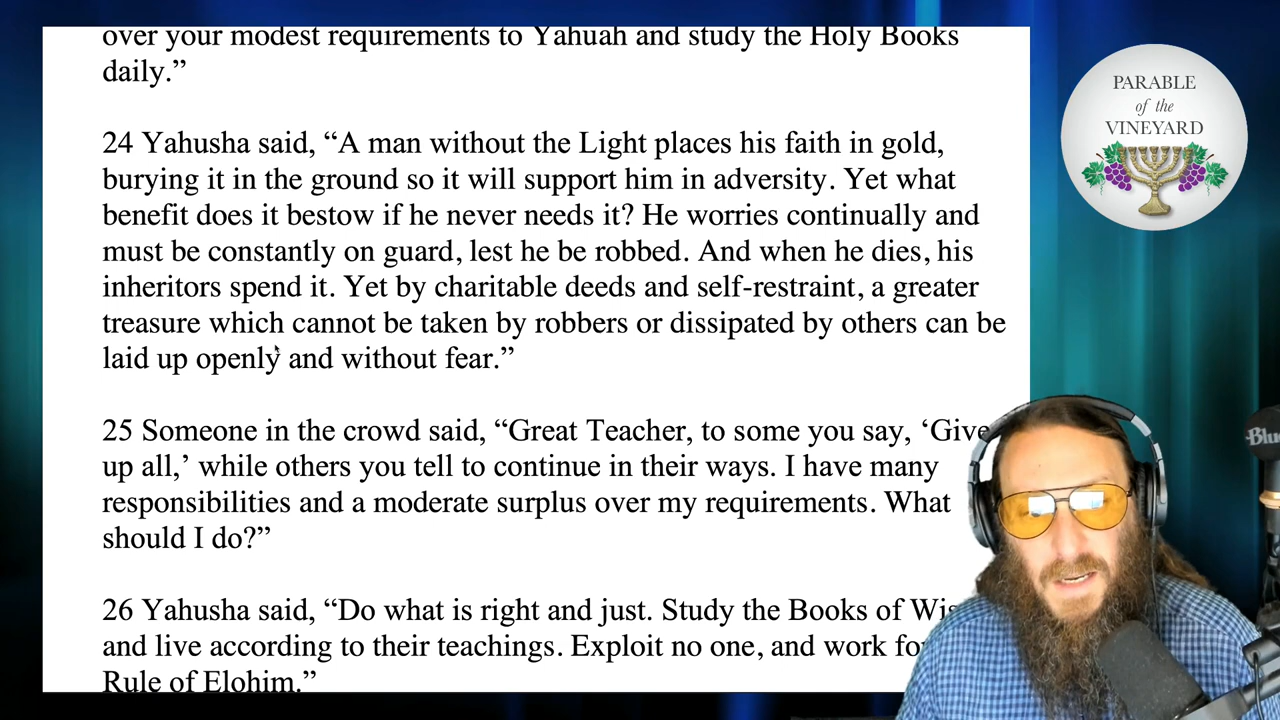 over your modest requirements to Yahuah and study the Holy Books
daily.”
24 Yahusha said, “A man without the Light places his faith in gold,
burying it in the ground so it will support him in adversity. Yet what
benefit does it bestow if he never needs it? He worries continually and
must be constantly on guard, lest he be robbed. And when he dies, his
inheritors spend it. Yet by charitable deeds and self-restraint, a greater
treasure which cannot be taken by robbers or dissipated by others can be
laid up openly and without fear.”
25 Someone in the crowd said, “Great Teacher, to some you say, ‘Give
up all,’ while others you tell to continue in their ways. I have many
responsibilities and a moderate surplus over my requirements. What
should I do?”
26 Yahusha said, “Do what is right and just. Study the Books of
and live according to their teachings. Exploit no one, and work
Rule of Elohim.”
PARABLE
of the
VINEYARD